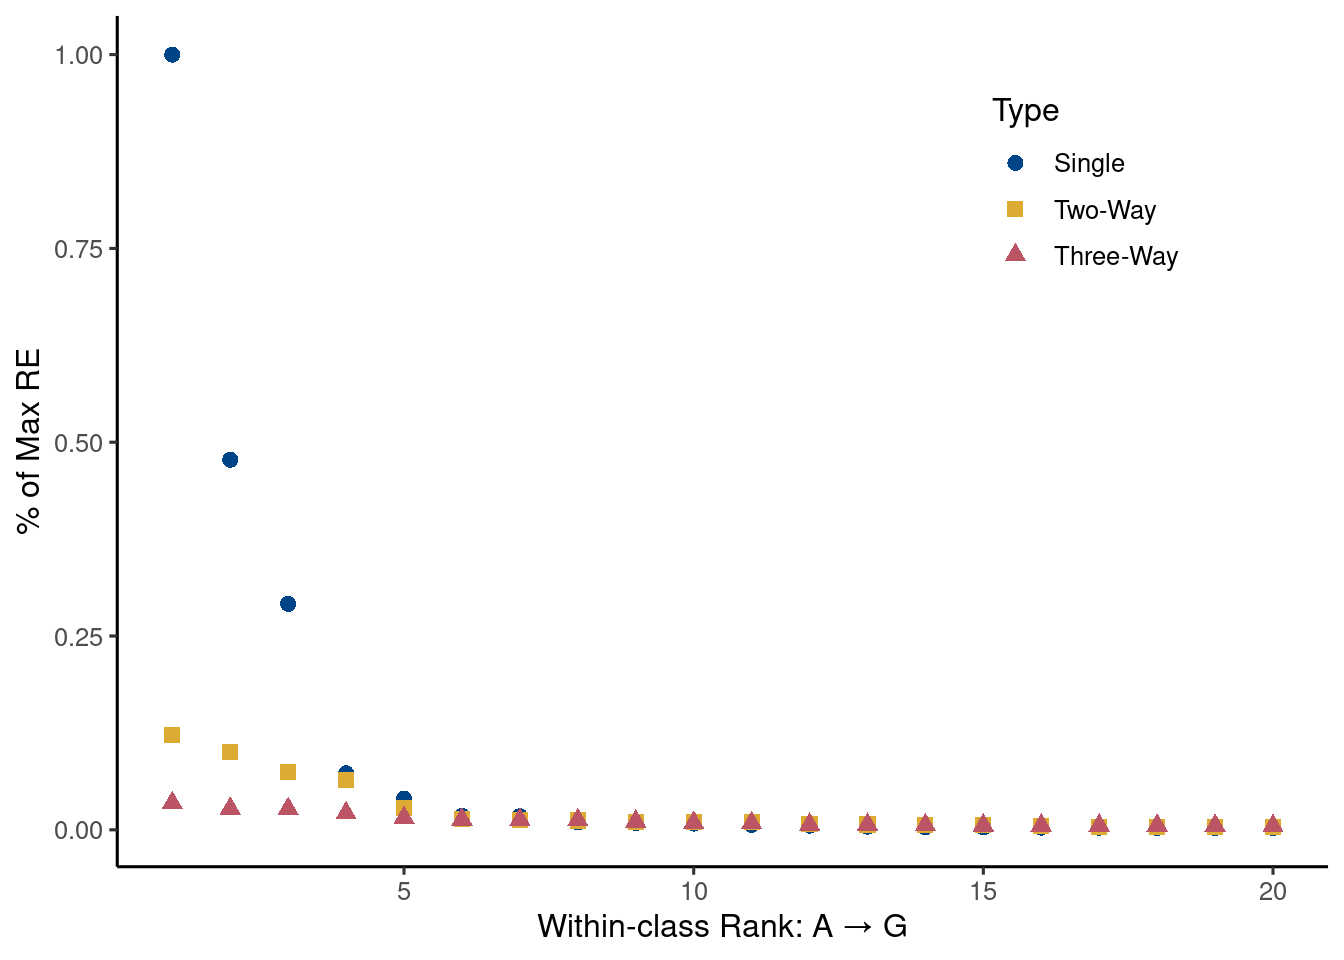 1.00
0.75
0.50
0.25
0.00
% of Max RE
5
10
15
20
Within-class Rank: A → G
Type
Single
Two-Way
Three-Way